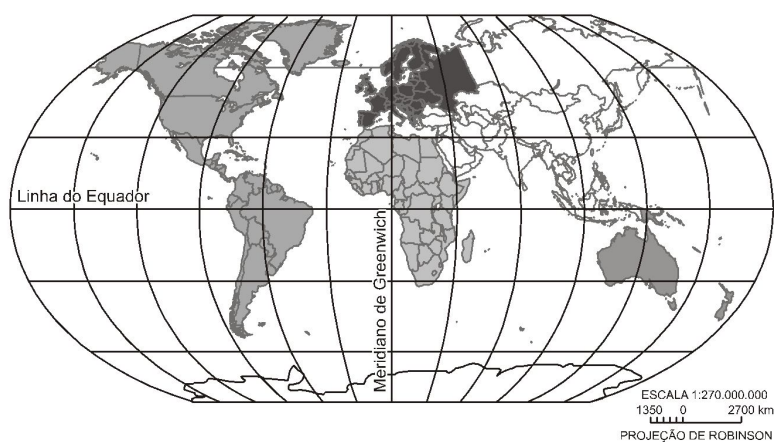 Linha do Equador
Meridiano de Greenwich
ESCALA 1:270.000.000
1350 0 2700 km
PROJEÇÃO DE ROBINSON